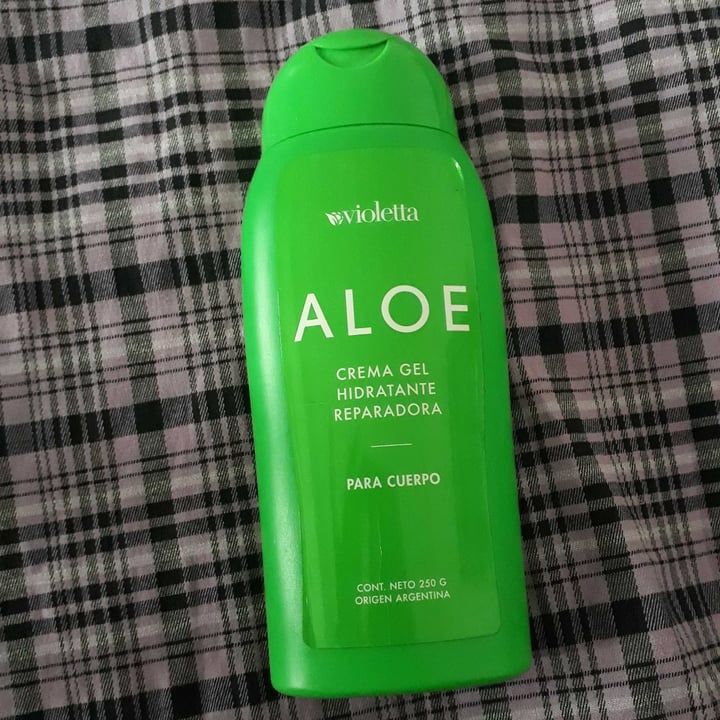 violetta
ALOE
CREMA GEL
HIDRATANTE
REPARADORA
PARA CUERPO
CONT. NETO 250 G
ORIGEN ARGENTINA